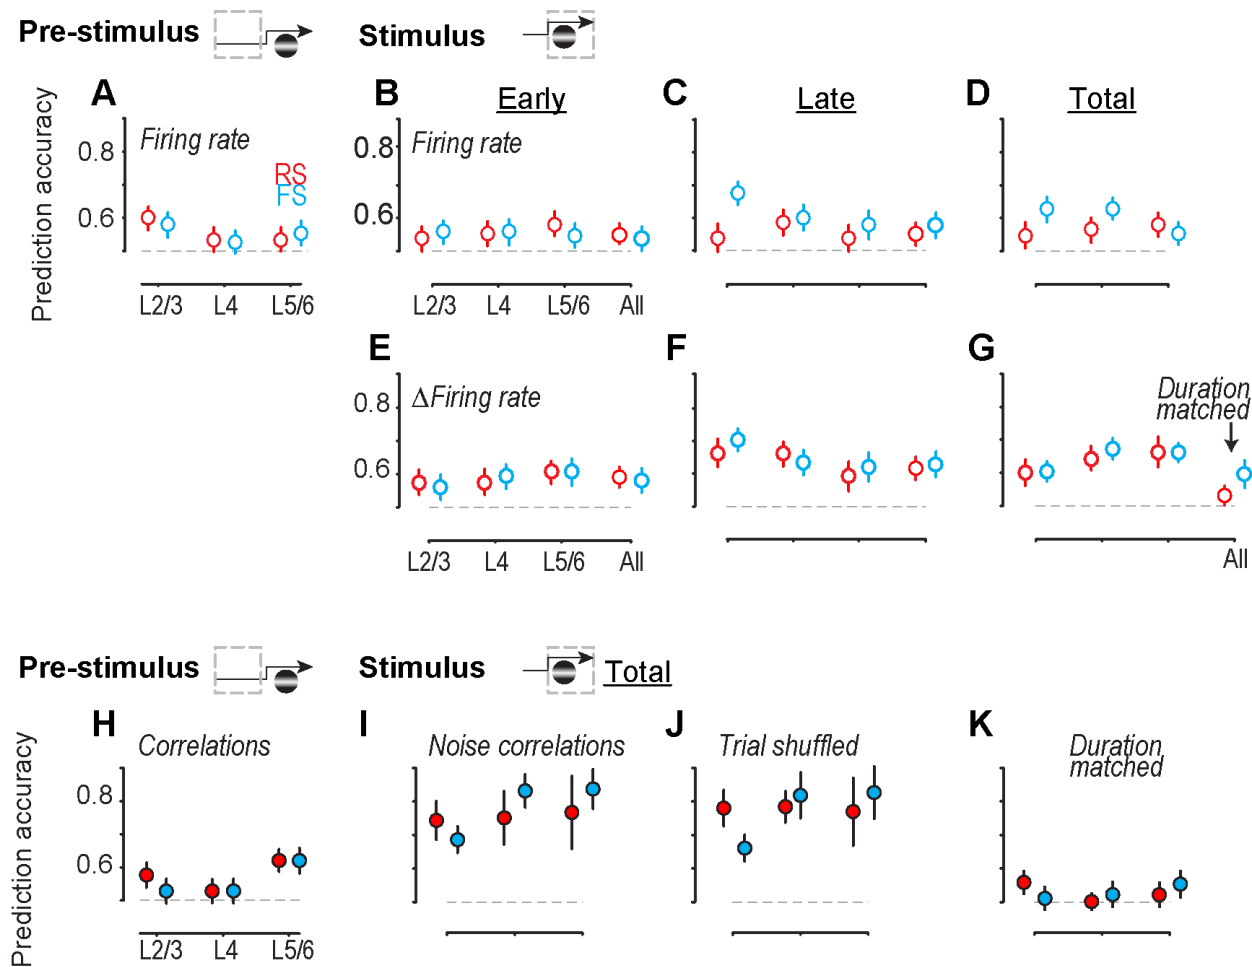 Pre-stimulus
Stimulus
A
B
Early
C
Late
D
Total
Prediction accuracy
Firing rate
RS
FS
0.8
0.6
Firing rate
0.8
0.6
L2/3 L4 L5/6
L2/3 L4 L5/6 All
E
F
G
ΔFiring rate
0.8
0.6
Duration
matched
L2/3 L4 L5/6 All
All
Pre-stimulus
Stimulus
Total
H
I
J
K
Prediction accuracy
Correlations
Noise correlations
Trial shuffled
Duration
matched
0.8
0.6
L2/3 L4 L5/6